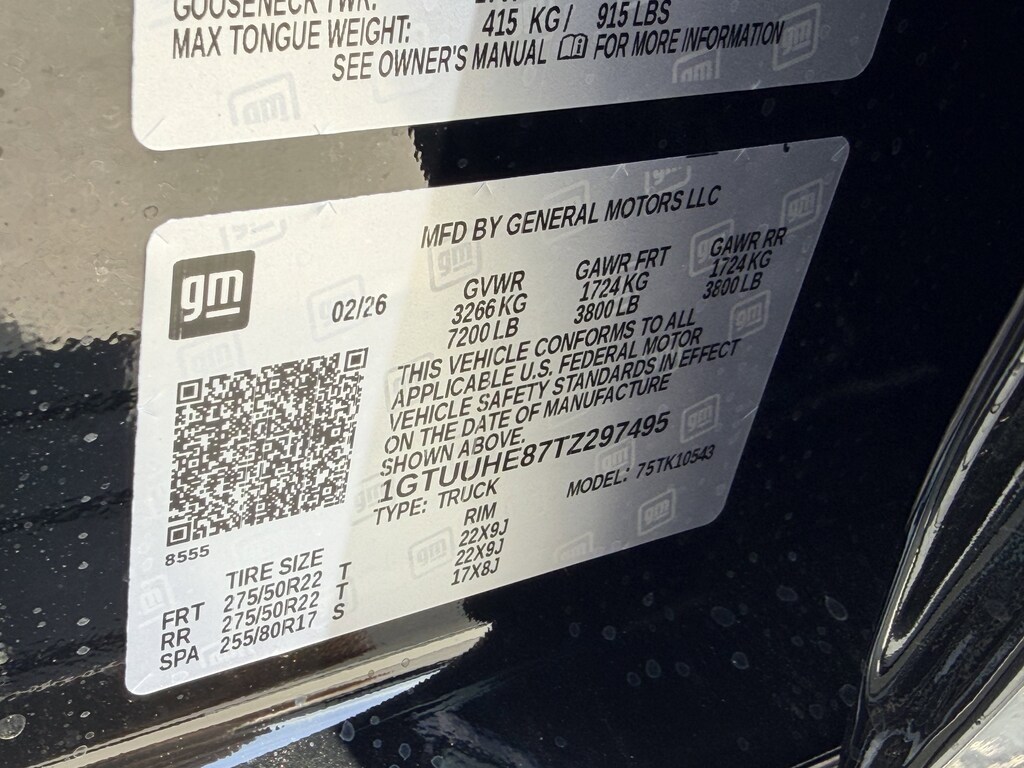 GOOSENECK TWR:
MAX TONGUE WEIGHT: 415 KG / 915 LBS
SEE OWNER'S MANUAL FOR MORE INFORMATION
MFD BY GENERAL MOTORS LLC
gm
02/26
GVWR GAWR FRT GAWR RR
3266 KG 1724 KG 1724 KG
7200 LB 3800 LB 3800 LB
THIS VEHICLE CONFORMS TO ALL
APPLICABLE U.S. FEDERAL MOTOR
VEHICLE SAFETY STANDARDS IN EFFECT
ON THE DATE OF MANUFACTURE
SHOWN ABOVE.
1GTUUHE87TZ297495
TYPE: TRUCK MODEL: 75TK10543
8555
TIRE SIZE RIM
FRT 275/50R22 T 22X9J
RR 275/50R22 T 22X9J
SPA 255/80R17 S 17X8J